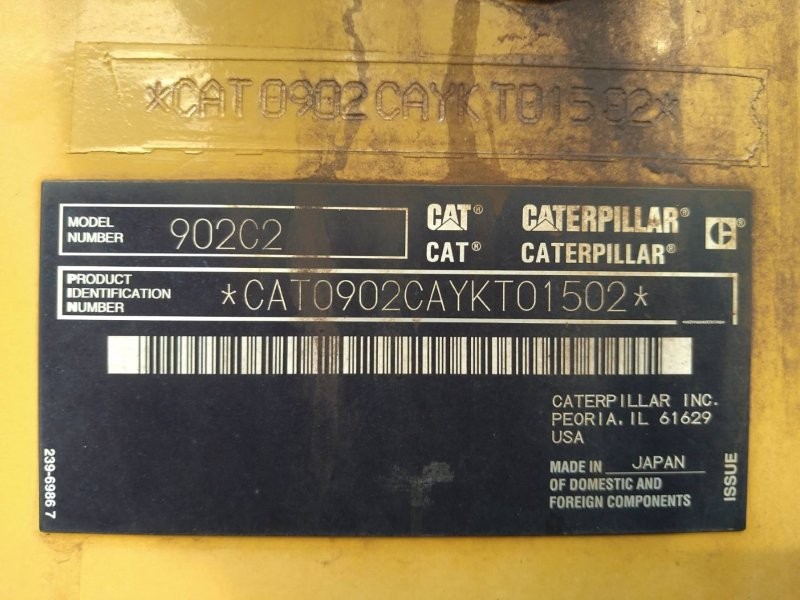 *CAT0902CAYKT01502*
MODEL NUMBER 902C2
CAT® CATERPILLAR® C®
CAT® CATERPILLAR®
PRODUCT IDENTIFICATION NUMBER *CAT0902CAYKT01502*
CATERPILLAR INC.
PEORIA, IL 61629
USA
MADE IN JAPAN
OF DOMESTIC AND
FOREIGN COMPONENTS
ISSUE
239-6986 7